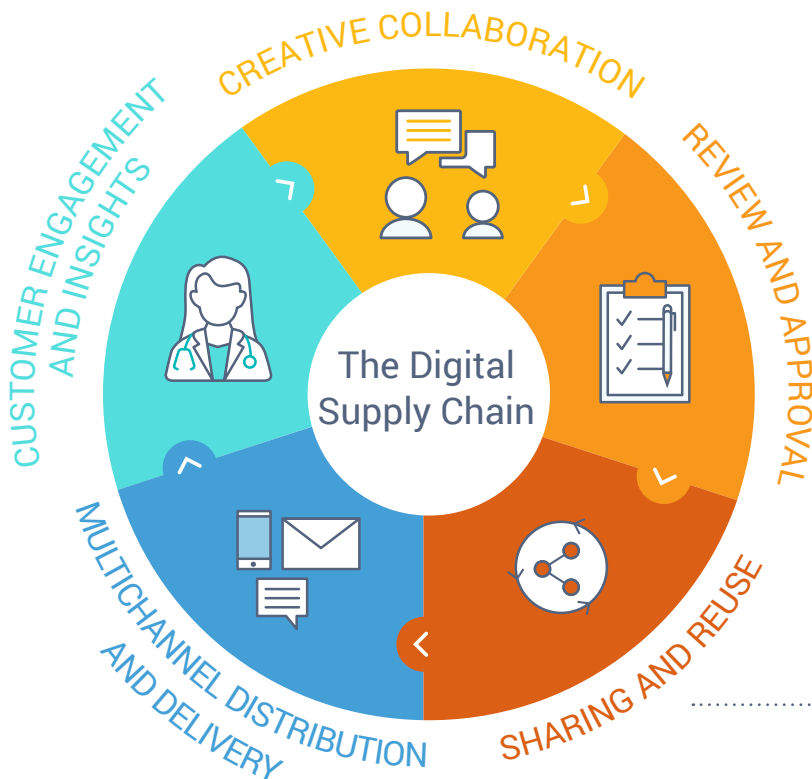 CREATIVE COLLABORATION
REVIEW AND APPROVAL
SHARING AND REUSE
MULTICHANNEL DISTRIBUTION
AND DELIVERY
CUSTOMER ENGAGEMENT
AND INSIGHTS
The Digital
Supply Chain